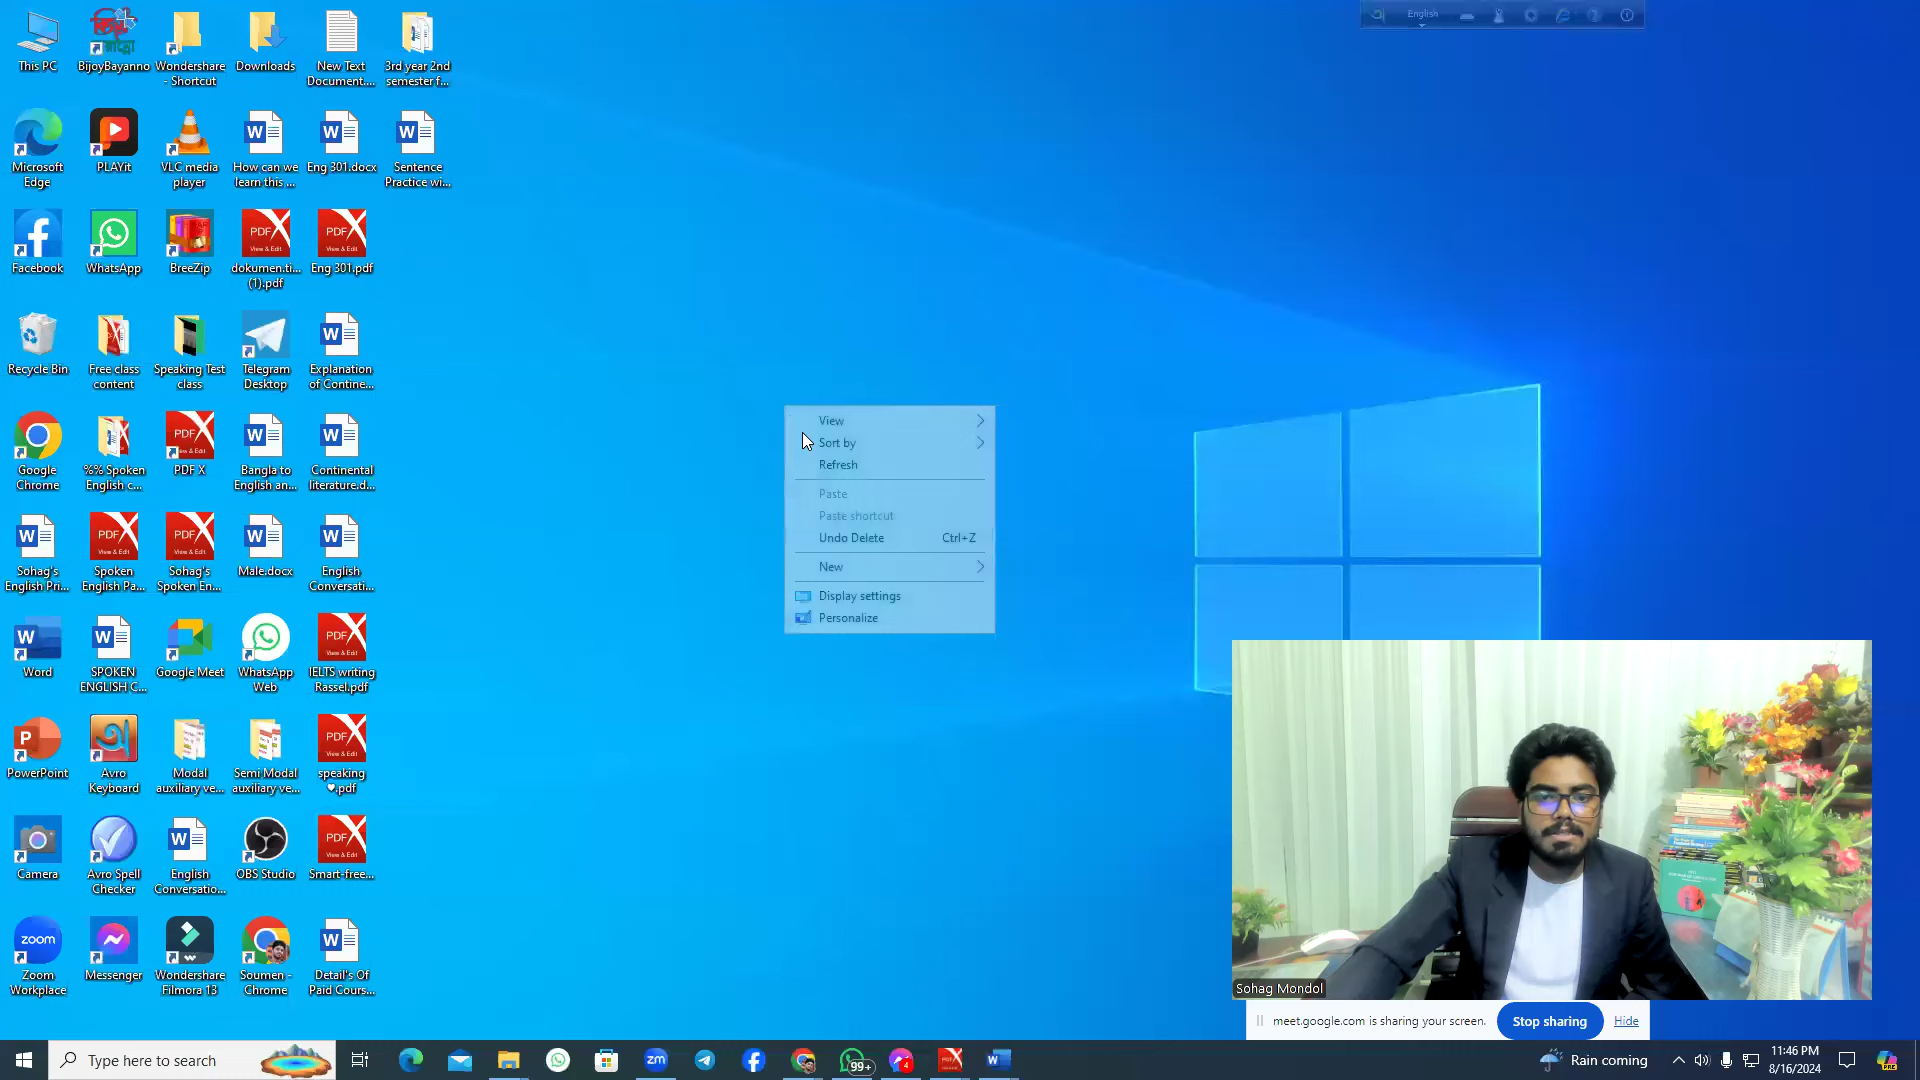 This PC
BijoyBayanno
Wondershare
- Shortcut
Downloads
New Text
Document....
3rd year 2nd
semester f...
Microsoft
Edge
PLAYit
VLC media
player
How can we
learn this ...
Eng 301.docx
Sentence
Practice wi...
Facebook
WhatsApp
BreeZip
dokumen.ti...
(1).pdf
Eng 301.pdf
Recycle Bin
Free class
content
Speaking Test
class
Telegram
Desktop
Explanation
of Contine...
Google
Chrome
%% Spoken
English c...
PDF X
Bangla to
English an...
Continental
literature.d...
Sohag's
English Pri...
Spoken
English Pa...
Sohag's
Spoken En...
Male.docx
English
Conversati...
Word
SPOKEN
ENGLISH C...
Google Meet
WhatsApp
Web
IELTS writing
Rassel.pdf
PowerPoint
Avro
Keyboard
Modal
auxiliary ve...
Semi Modal
auxiliary ve...
speaking
♥.pdf
Camera
Avro Spell
Checker
English
Conversatio...
OBS Studio
Smart-free...
Zoom
Workplace
Messenger
Wondershare
Filmora 13
Soumen -
Chrome
Detail's Of
Paid Cours...
English
View
Sort by
Refresh
Paste
Paste shortcut
Undo Delete Ctrl+Z
New
Display settings
Personalize
Sohag Mondol
meet.google.com is sharing your screen. Stop sharing Hide
Type here to search
99+
4
Rain coming
11:46 PM
8/16/2024